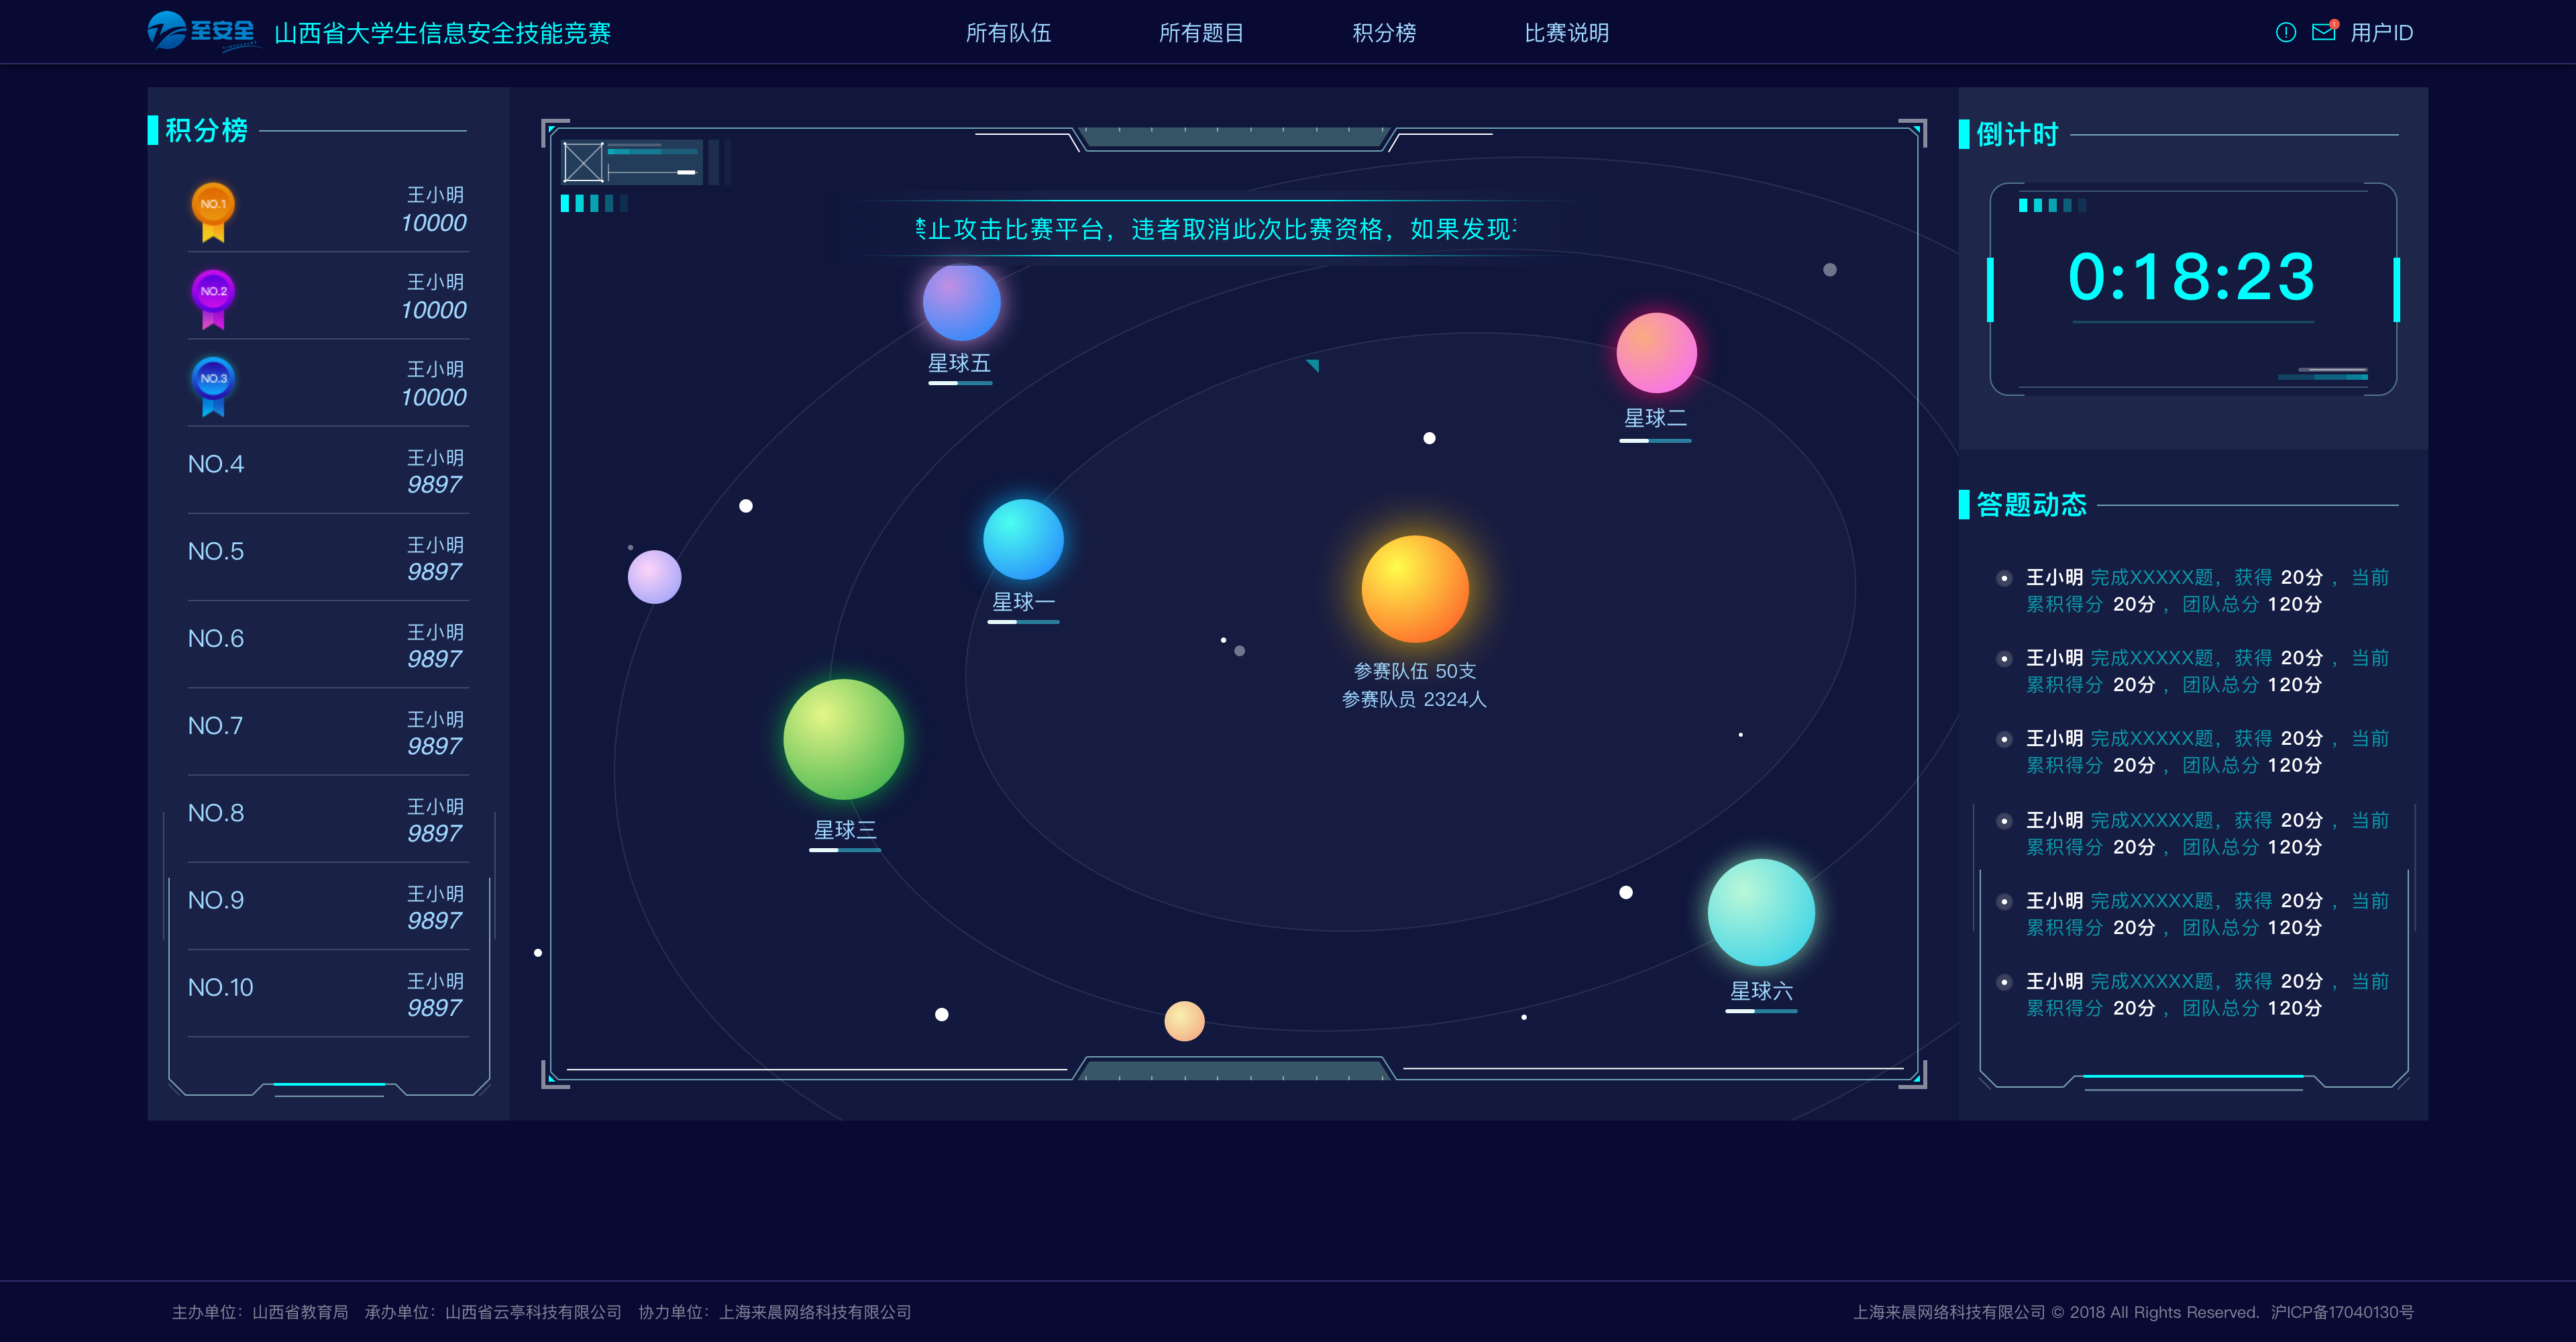 至安全 山西省大学生信息安全技能竞赛 所有队伍 所有题目 积分榜 比赛说明 用户ID
积分榜
NO.1 王小明
10000
NO.2 王小明
10000
NO.3 王小明
10000
NO.4 王小明
9897
NO.5 王小明
9897
NO.6 王小明
9897
NO.7 王小明
9897
NO.8 王小明
9897
NO.9 王小明
9897
NO.10 王小明
9897
止攻击比赛平台，违者取消此次比赛资格，如果发现
星球五
星球二
星球一
参赛队伍 50支
参赛队员 2324人
星球三
星球六
倒计时
0:18:23
答题动态
王小明 完成XXXXX题，获得 20分 ，当前
累积得分 20分 ，团队总分 120分
王小明 完成XXXXX题，获得 20分 ，当前
累积得分 20分 ，团队总分 120分
王小明 完成XXXXX题，获得 20分 ，当前
累积得分 20分 ，团队总分 120分
王小明 完成XXXXX题，获得 20分 ，当前
累积得分 20分 ，团队总分 120分
王小明 完成XXXXX题，获得 20分 ，当前
累积得分 20分 ，团队总分 120分
王小明 完成XXXXX题，获得 20分 ，当前
累积得分 20分 ，团队总分 120分
主办单位：山西省教育局 承办单位：山西省云亭科技有限公司 协力单位：上海来晨网络科技有限公司
上海来晨网络科技有限公司 © 2018 All Rights Reserved. 沪ICP备17040130号